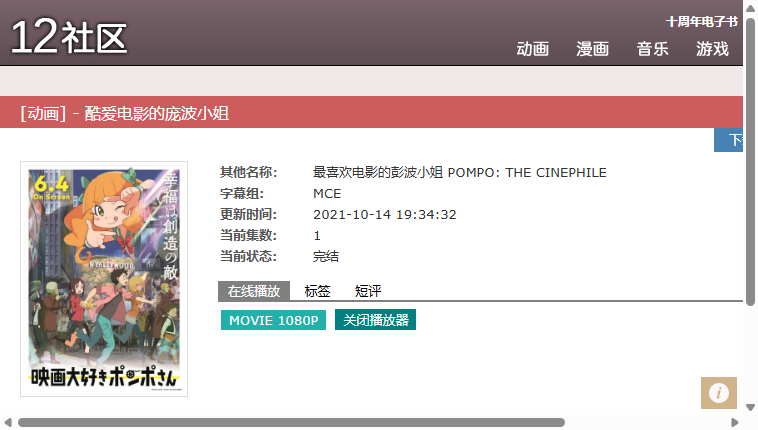 12社区
十周年电子书
动画 漫画 音乐 游戏
[动画] - 酷爱电影的庞波小姐
其他名称: 最喜欢电影的彭波小姐 POMPO: THE CINEPHILE
字幕组: MCE
更新时间: 2021-10-14 19:34:32
当前集数: 1
当前状态: 完结
6.4
On Screen
幸福は創造の敵
映画大好きポンポさん
在线播放 标签 短评
MOVIE 1080P 关闭播放器